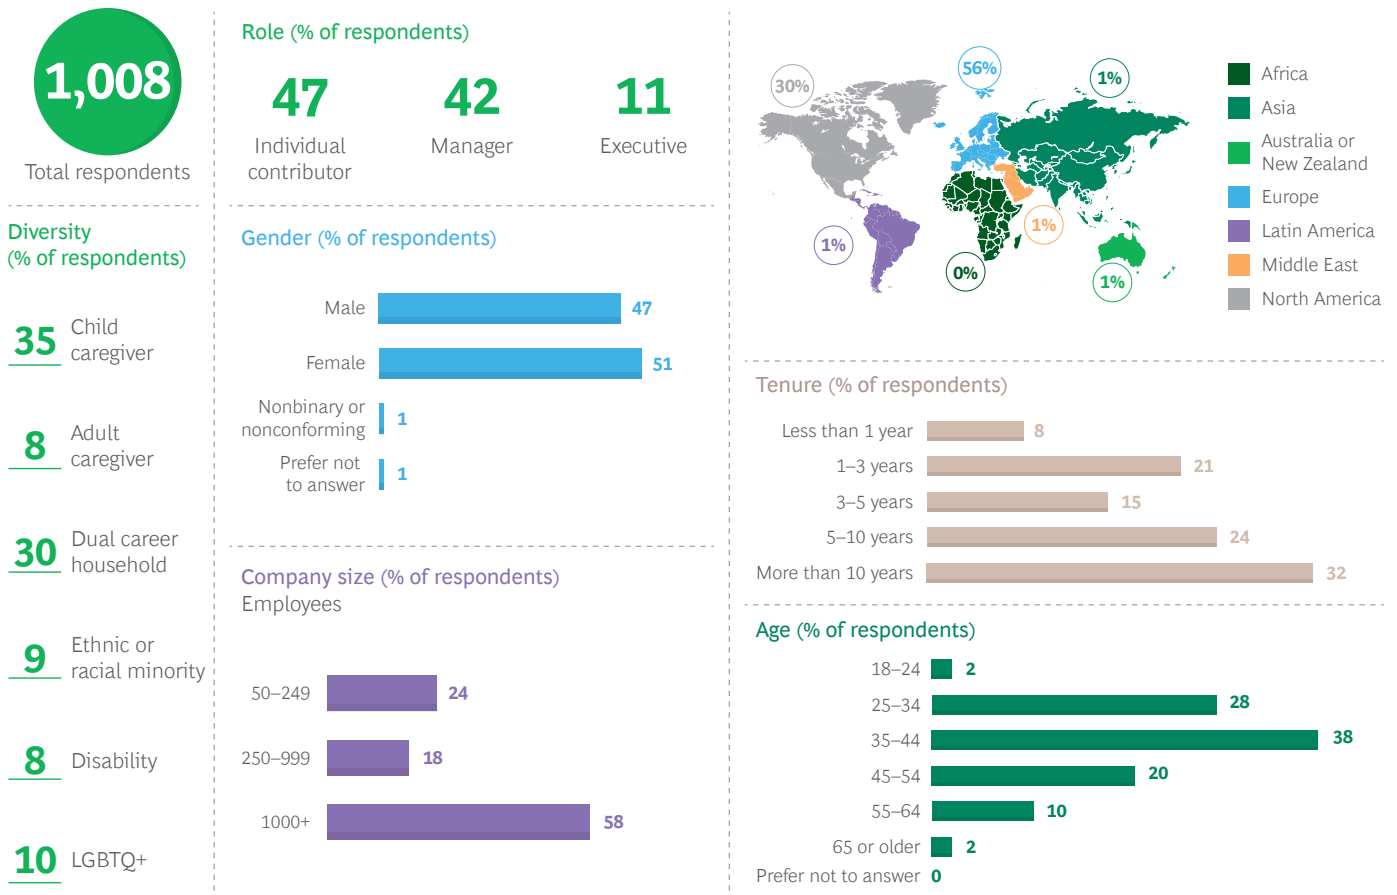 1,008
Total respondents
Diversity
(% of respondents)
35
Child
caregiver
8
Adult
caregiver
30
Dual career
household
9
Ethnic or
racial minority
8
Disability
10
LGBTQ+
Role (% of respondents)
47
Individual
contributor
42
Manager
11
Executive
Gender (% of respondents)
Male 47
Female 51
Nonbinary or
nonconforming 1
Prefer not
to answer 1
Company size (% of respondents)
Employees
50–249 24
250–999 18
1000+ 58
30%
56%
1%
1%
0%
1%
1%
Africa
Asia
Australia or
New Zealand
Europe
Latin America
Middle East
North America
Tenure (% of respondents)
Less than 1 year 8
1–3 years 21
3–5 years 15
5–10 years 24
More than 10 years 32
Age (% of respondents)
18–24 2
25–34 28
35–44 38
45–54 20
55–64 10
65 or older 2
Prefer not to answer 0